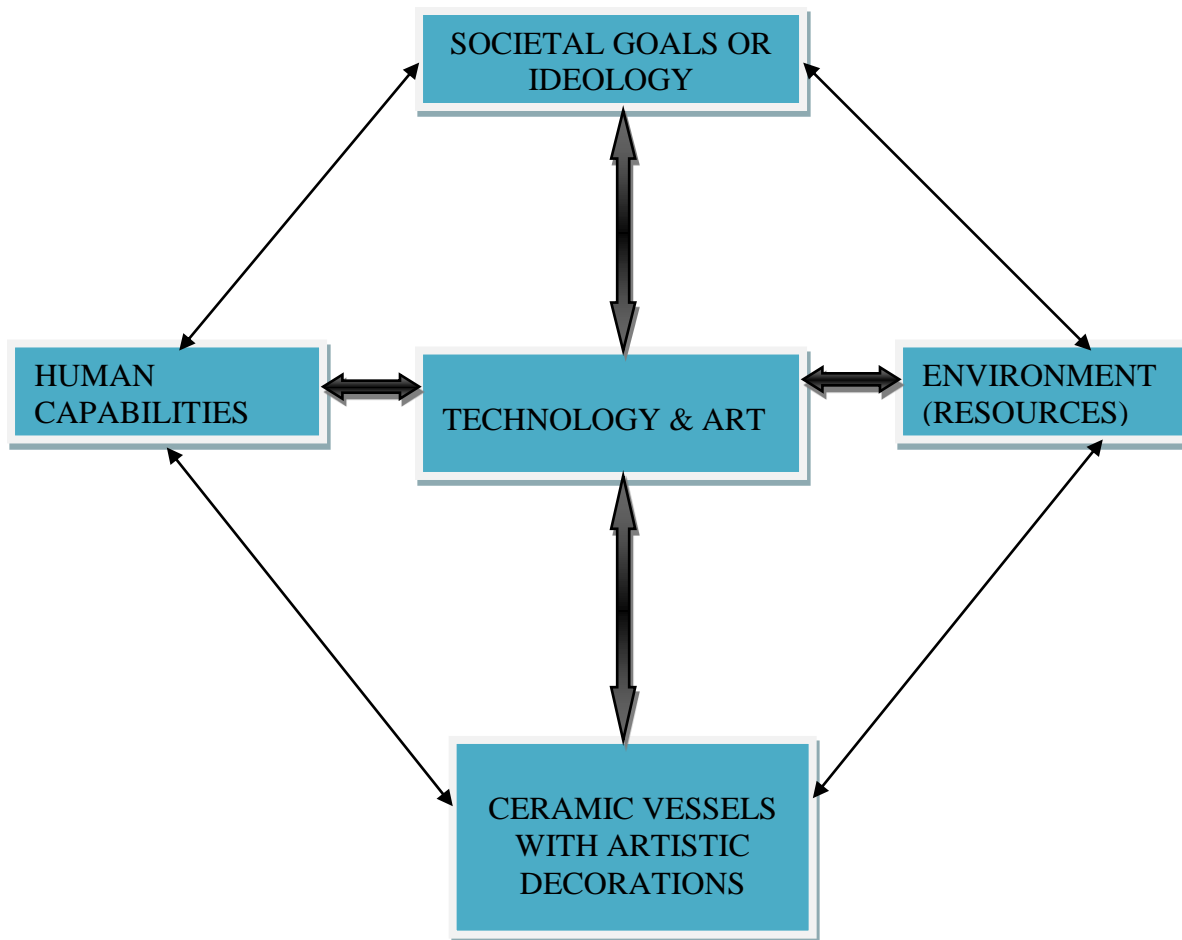 SOCIETAL GOALS OR
IDEOLOGY
HUMAN
CAPABILITIES
TECHNOLOGY & ART
ENVIRONMENT
(RESOURCES)
CERAMIC VESSELS
WITH ARTISTIC
DECORATIONS